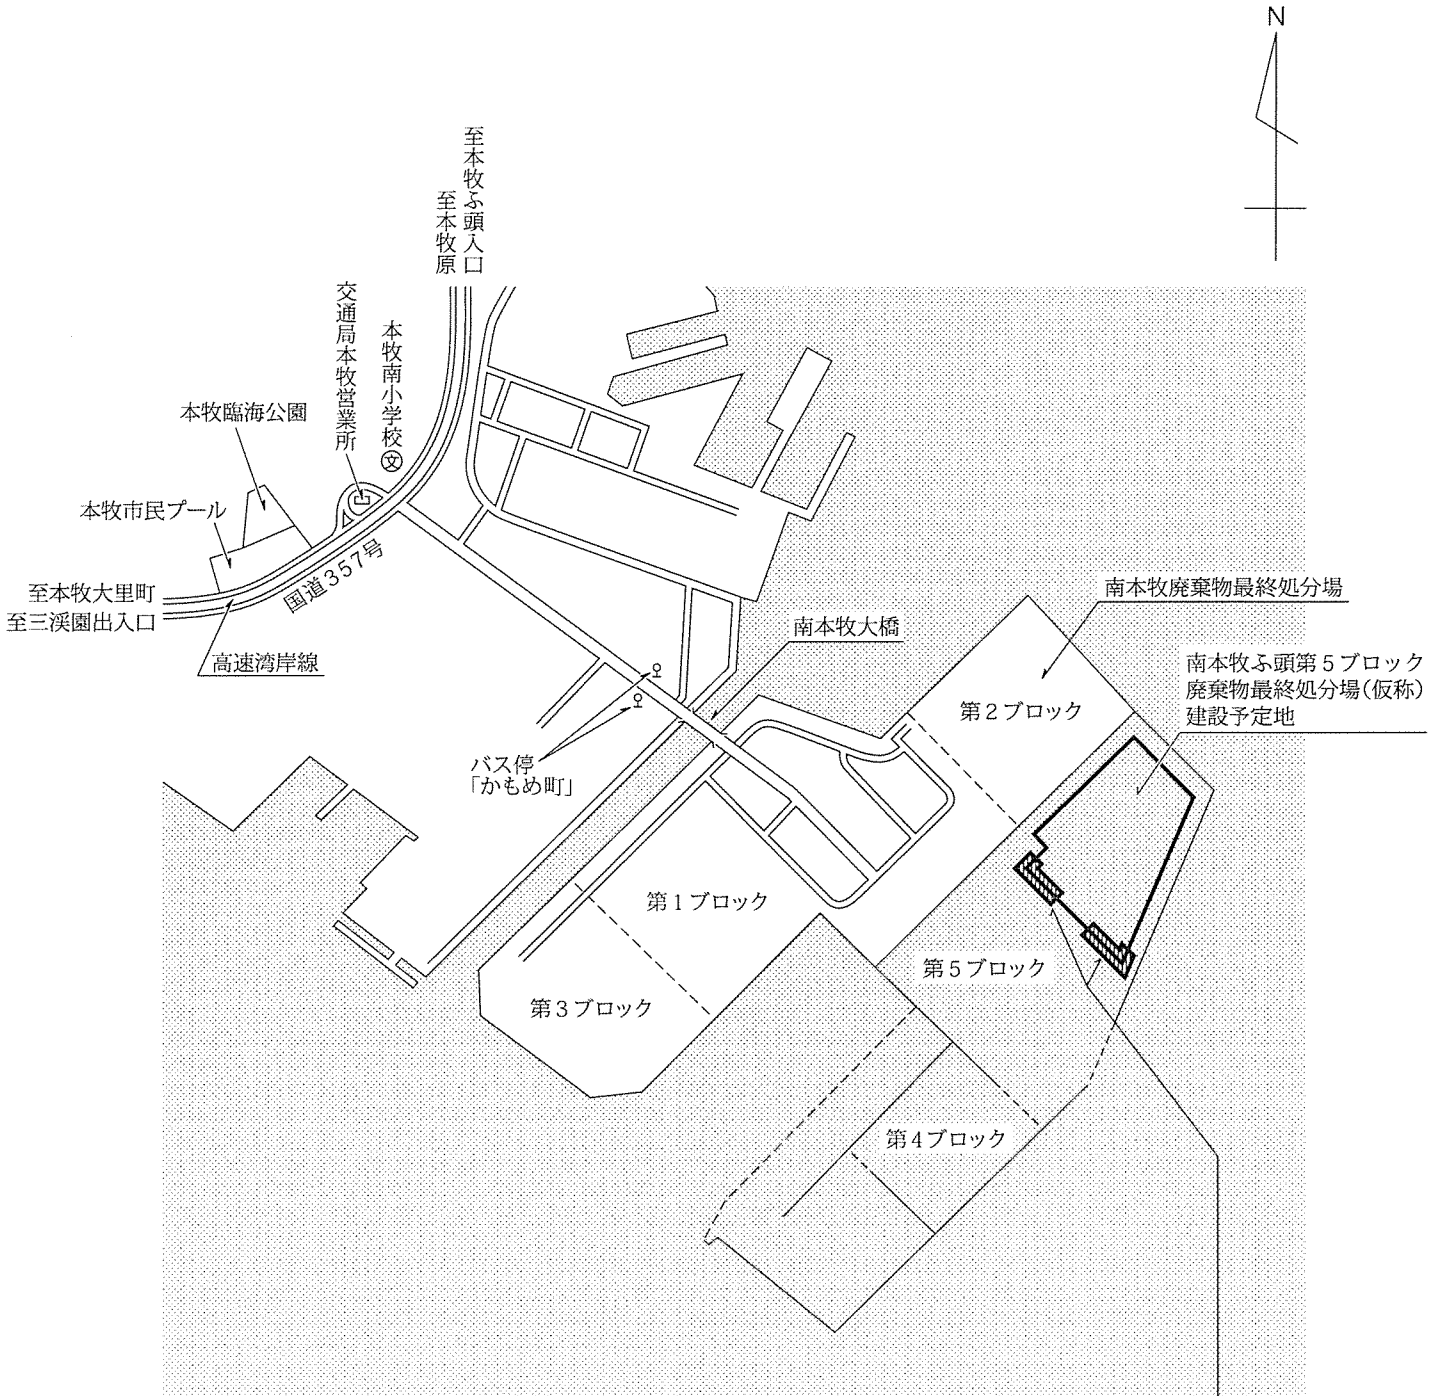 N
至本牧ふ頭入口
至本牧原
交通局本牧営業所
本牧南小学校
文
本牧臨海公園
本牧市民プール
至本牧大里町
至三渓園出入口
国道357号
高速湾岸線
南本牧大橋
バス停
「かもめ町」
南本牧廃棄物最終処分場
南本牧ふ頭第5ブロック
廃棄物最終処分場(仮称)
建設予定地
第2ブロック
第1ブロック
第5ブロック
第3ブロック
第4ブロック